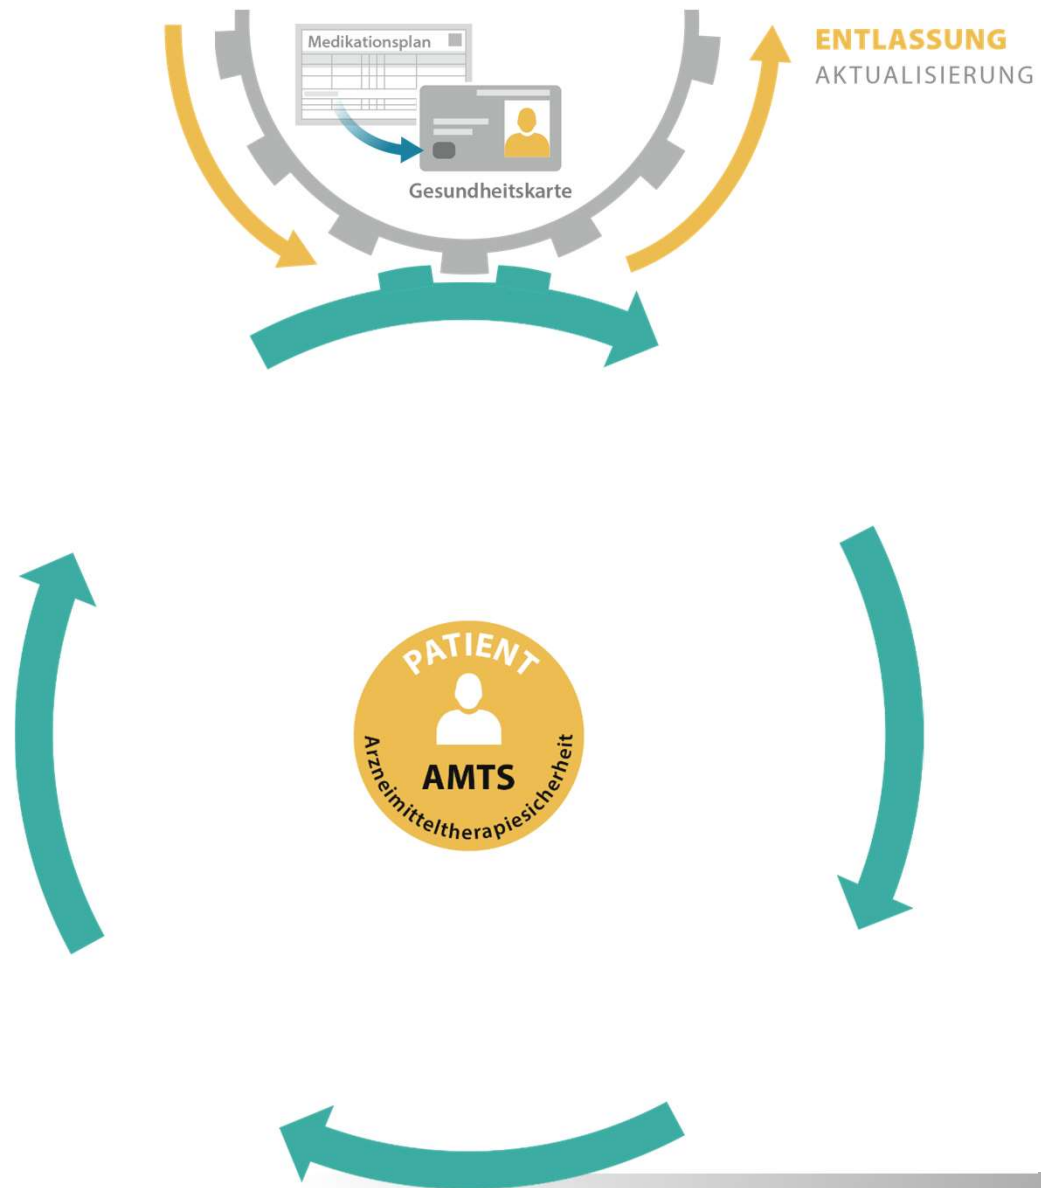 ENTLASSUNG
AKTUALISIERUNG
Medikationsplan
Gesundheitskarte
PATIENT
AMTS
Arzneimitteltherapiesicherheit